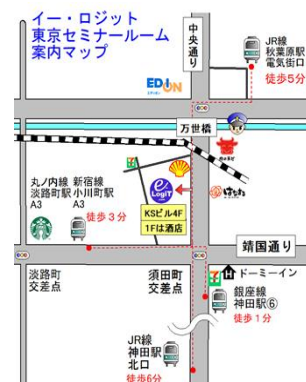 イー・ロジット
東京セミナールーム
案内マップ
中央通り
JR線
秋葉原駅
電気街口
徒歩5分
EDION
万世橋
丸ノ内線
淡路町駅
A3
新宿線
小川町駅
A3
徒歩3分
e
LogiT
KSビル4F
1Fは酒店
靖国通り
淡路町
交差点
須田町
交差点
ドーミーイン
銀座線
神田駅⑥
徒歩1分
JR線
神田駅
北口
徒歩6分